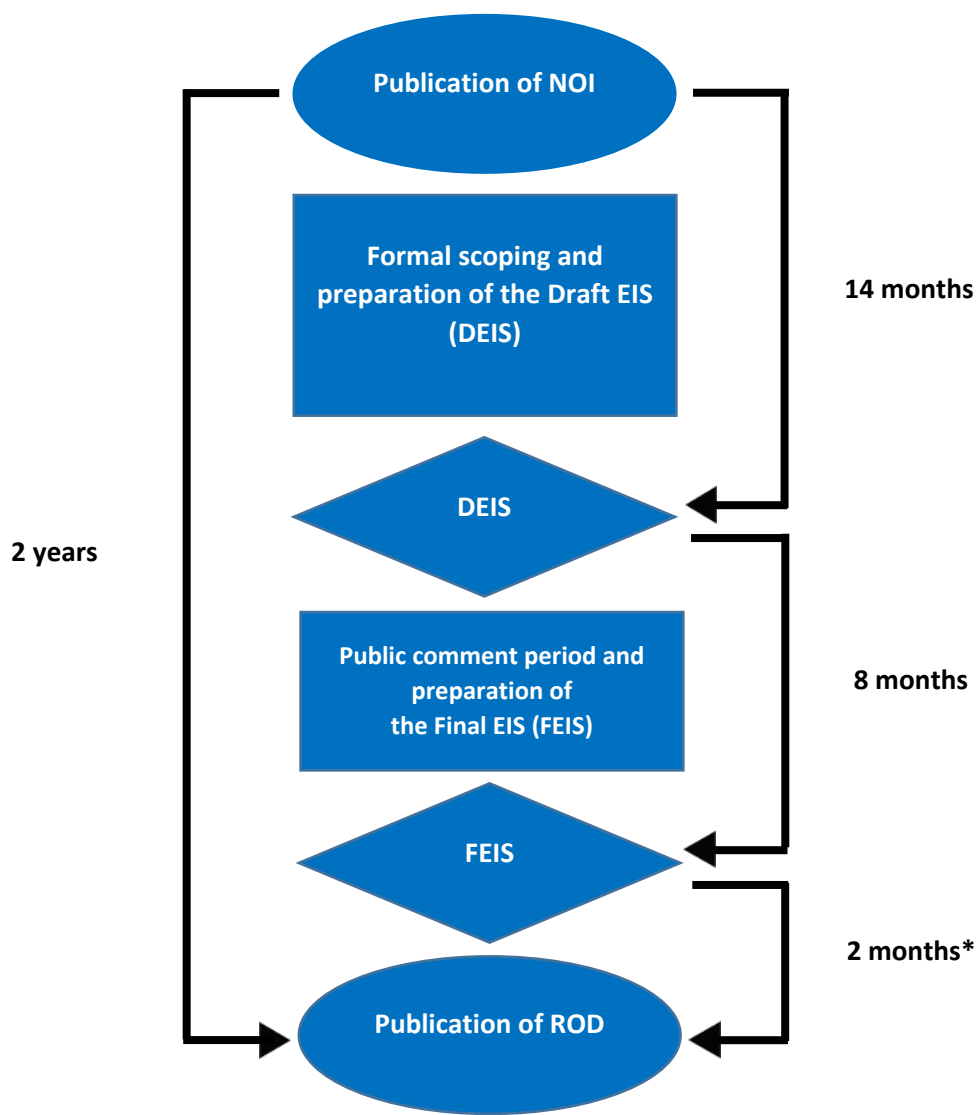 Publication of NOI
Formal scoping and
preparation of the Draft EIS
(DEIS)
14 months
DEIS
2 years
Public comment period and
preparation of
the Final EIS (FEIS)
8 months
FEIS
2 months*
Publication of ROD